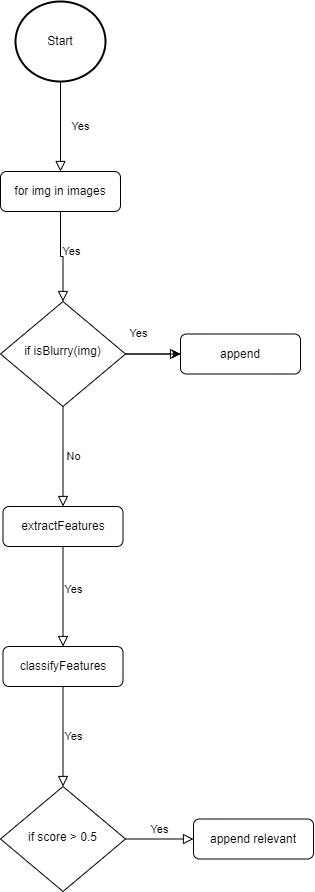 Start
Yes
for img in images
Yes
if isBlurry(img)
Yes
append
No
extractFeatures
Yes
classifyFeatures
Yes
if score > 0.5
Yes
append relevant